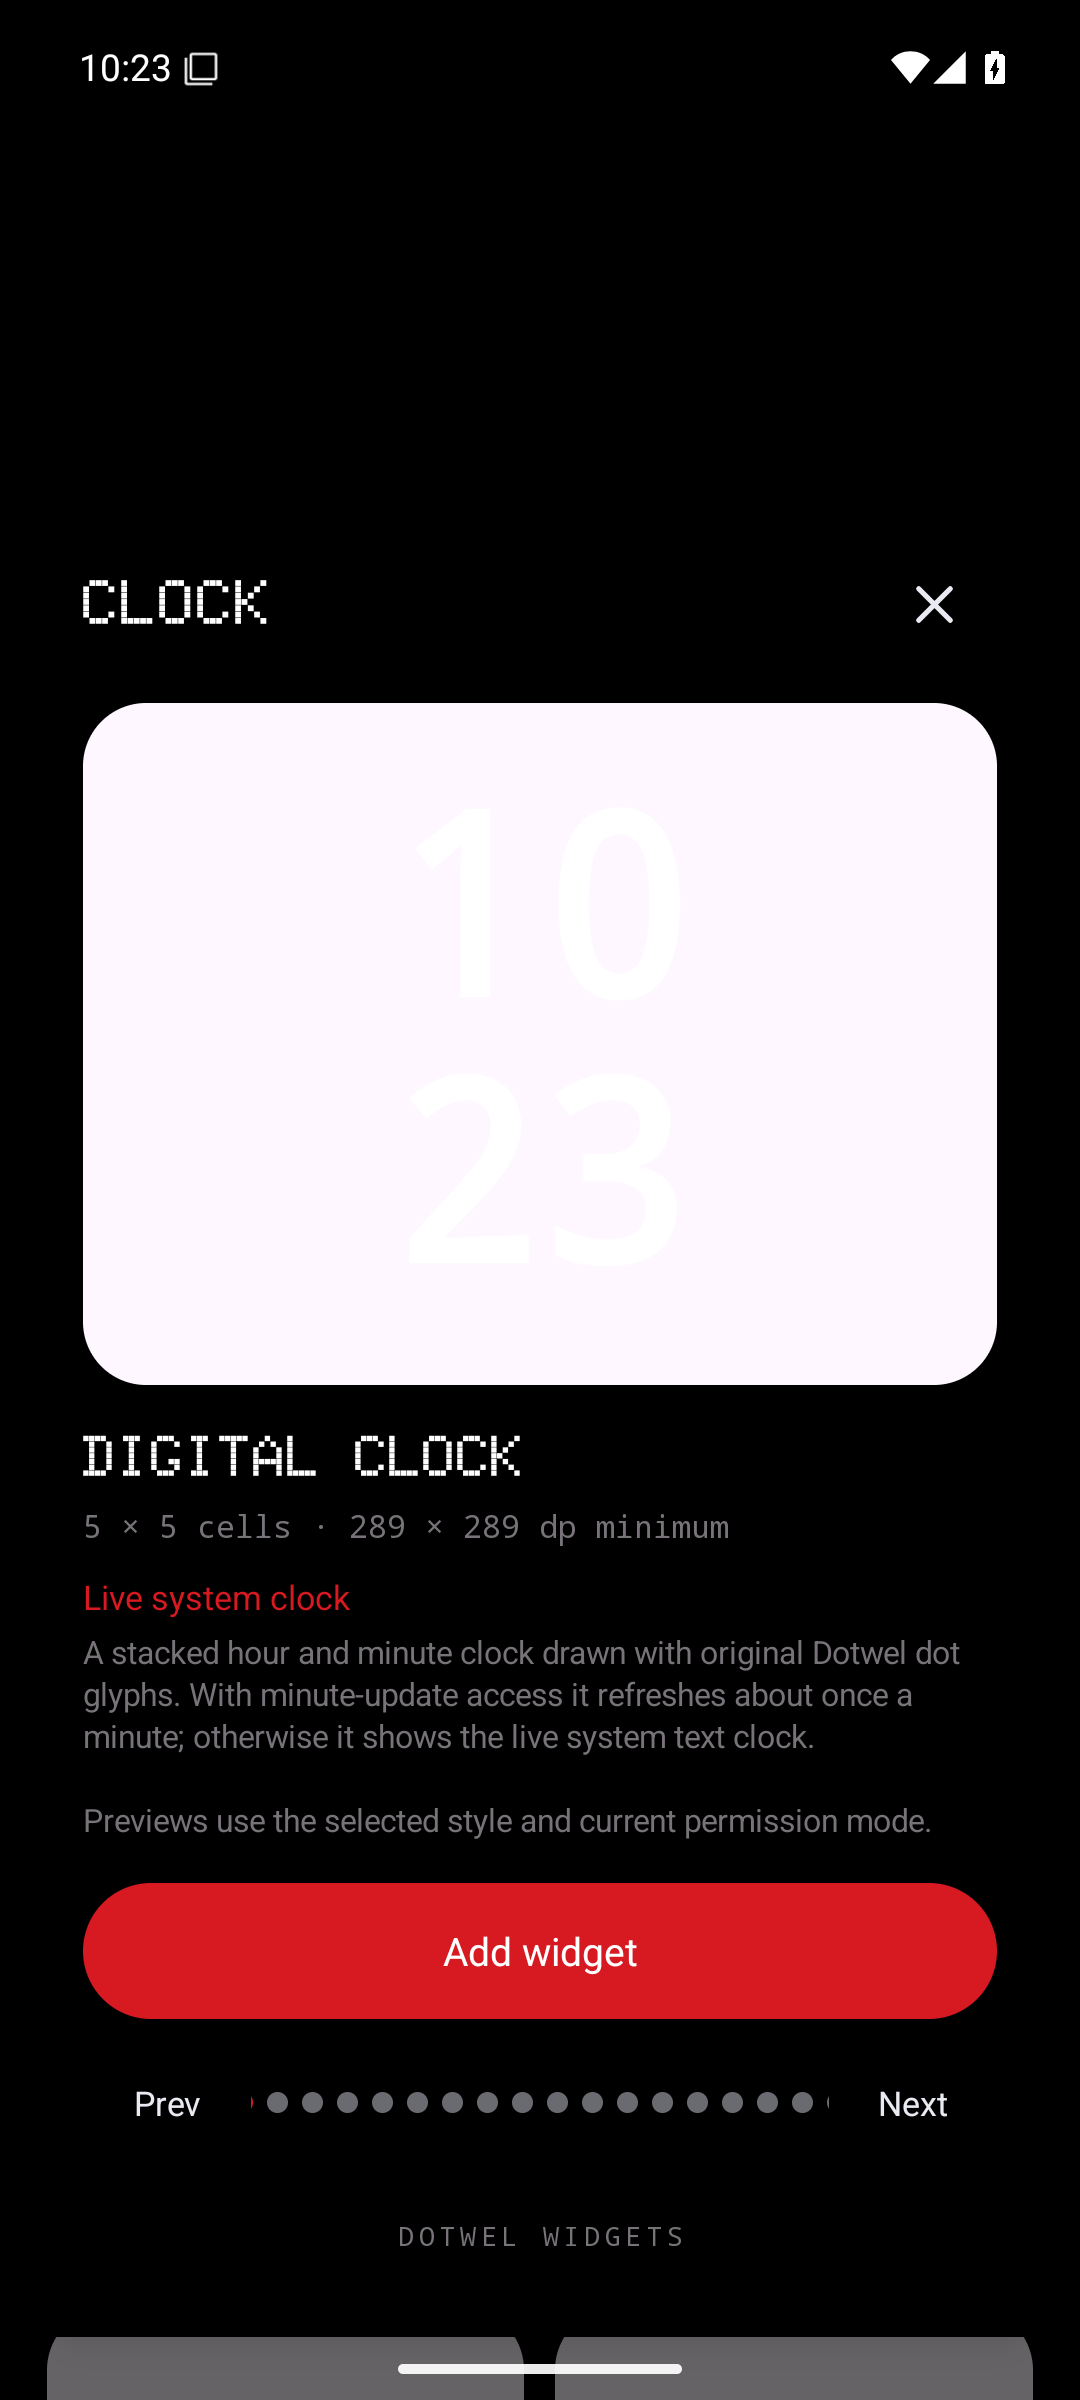 10:23
CLOCK
10
23
DIGITAL CLOCK
5 × 5 cells · 289 × 289 dp minimum
Live system clock
A stacked hour and minute clock drawn with original Dotwel dot
glyphs. With minute-update access it refreshes about once a
minute; otherwise it shows the live system text clock.
Previews use the selected style and current permission mode.
Add widget
Prev
Next
DOTWEL WIDGETS